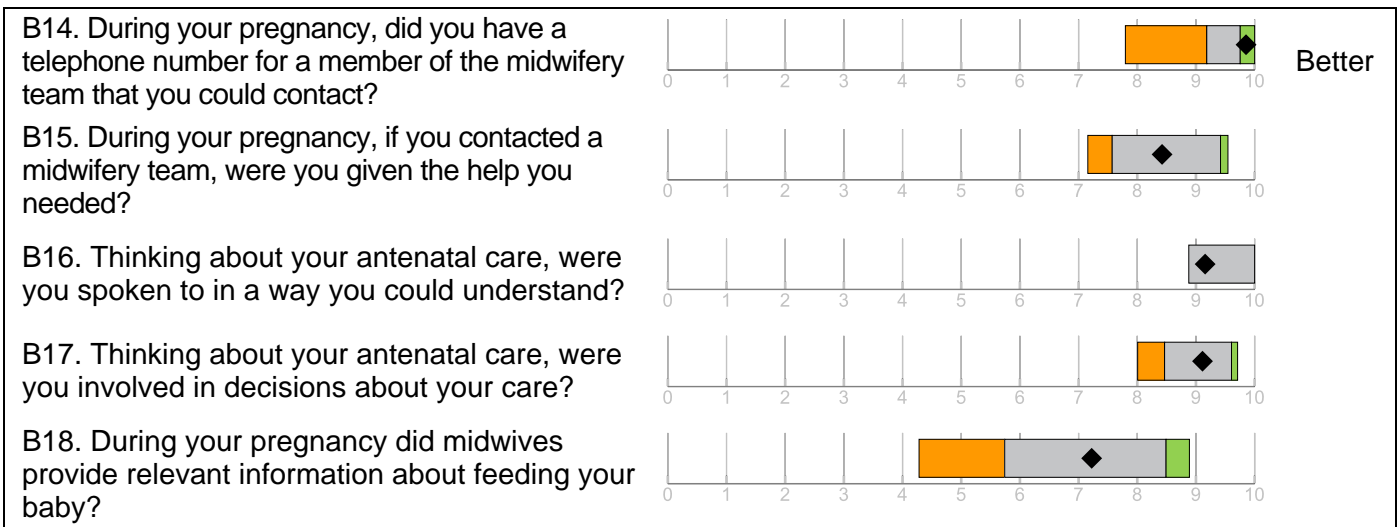 B14. During your pregnancy, did you have a
telephone number for a member of the midwifery
team that you could contact?
0 1 2 3 4 5 6 7 8 9 10
Better
B15. During your pregnancy, if you contacted a
midwifery team, were you given the help you
needed?
0 1 2 3 4 5 6 7 8 9 10
B16. Thinking about your antenatal care, were
you spoken to in a way you could understand?
0 1 2 3 4 5 6 7 8 9 10
B17. Thinking about your antenatal care, were
you involved in decisions about your care?
0 1 2 3 4 5 6 7 8 9 10
B18. During your pregnancy did midwives
provide relevant information about feeding your
baby?
0 1 2 3 4 5 6 7 8 9 10